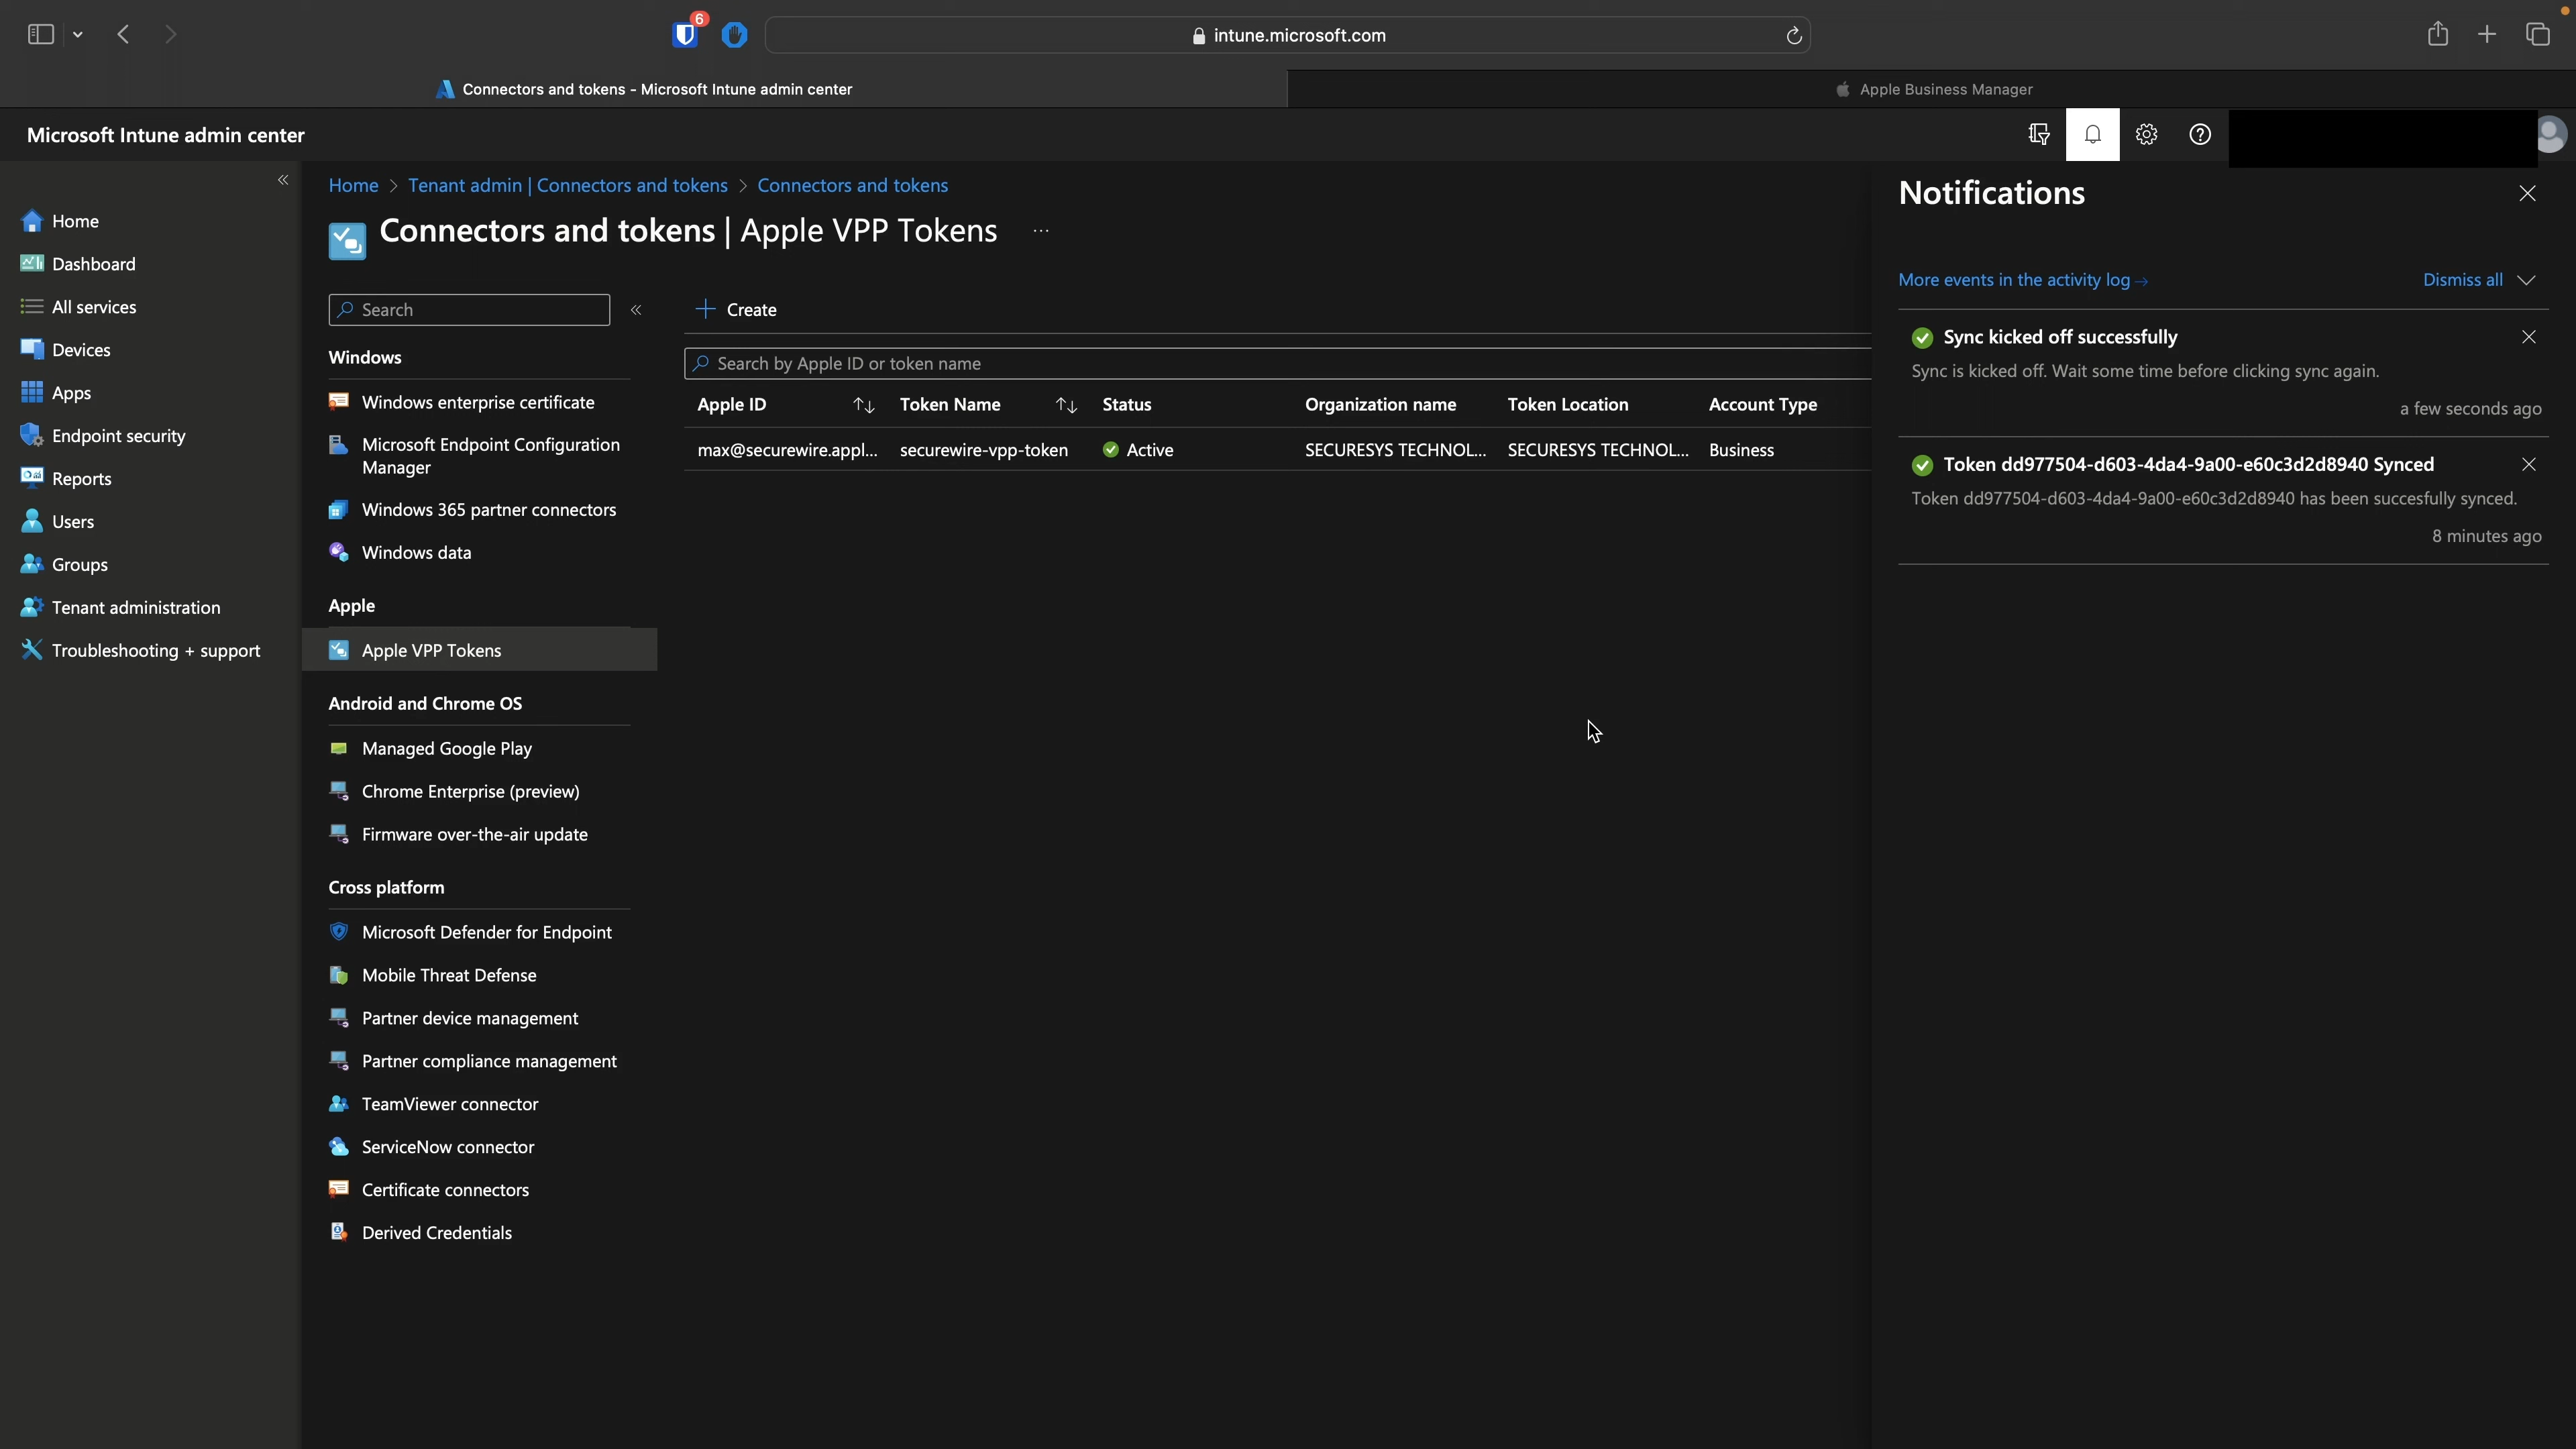 6
intune.microsoft.com
Connectors and tokens - Microsoft Intune admin center
Apple Business Manager
Microsoft Intune admin center
Home
Dashboard
All services
Devices
Apps
Endpoint security
Reports
Users
Groups
Tenant administration
Troubleshooting + support
Home > Tenant admin | Connectors and tokens > Connectors and tokens
Connectors and tokens | Apple VPP Tokens ...
Search
Windows
Windows enterprise certificate
Microsoft Endpoint Configuration
Manager
Windows 365 partner connectors
Windows data
Apple
Apple VPP Tokens
Android and Chrome OS
Managed Google Play
Chrome Enterprise (preview)
Firmware over-the-air update
Cross platform
Microsoft Defender for Endpoint
Mobile Threat Defense
Partner device management
Partner compliance management
TeamViewer connector
ServiceNow connector
Certificate connectors
Derived Credentials
Create
Search by Apple ID or token name
Apple ID Token Name Status Organization name Token Location Account Type
max@securewire.appl... securewire-vpp-token Active SECURESYS TECHNOL... SECURESYS TECHNOL... Business
Notifications
More events in the activity log → Dismiss all
Sync kicked off successfully
Sync is kicked off. Wait some time before clicking sync again.
a few seconds ago
Token dd977504-d603-4da4-9a00-e60c3d2d8940 Synced
Token dd977504-d603-4da4-9a00-e60c3d2d8940 has been succesfully synced.
8 minutes ago